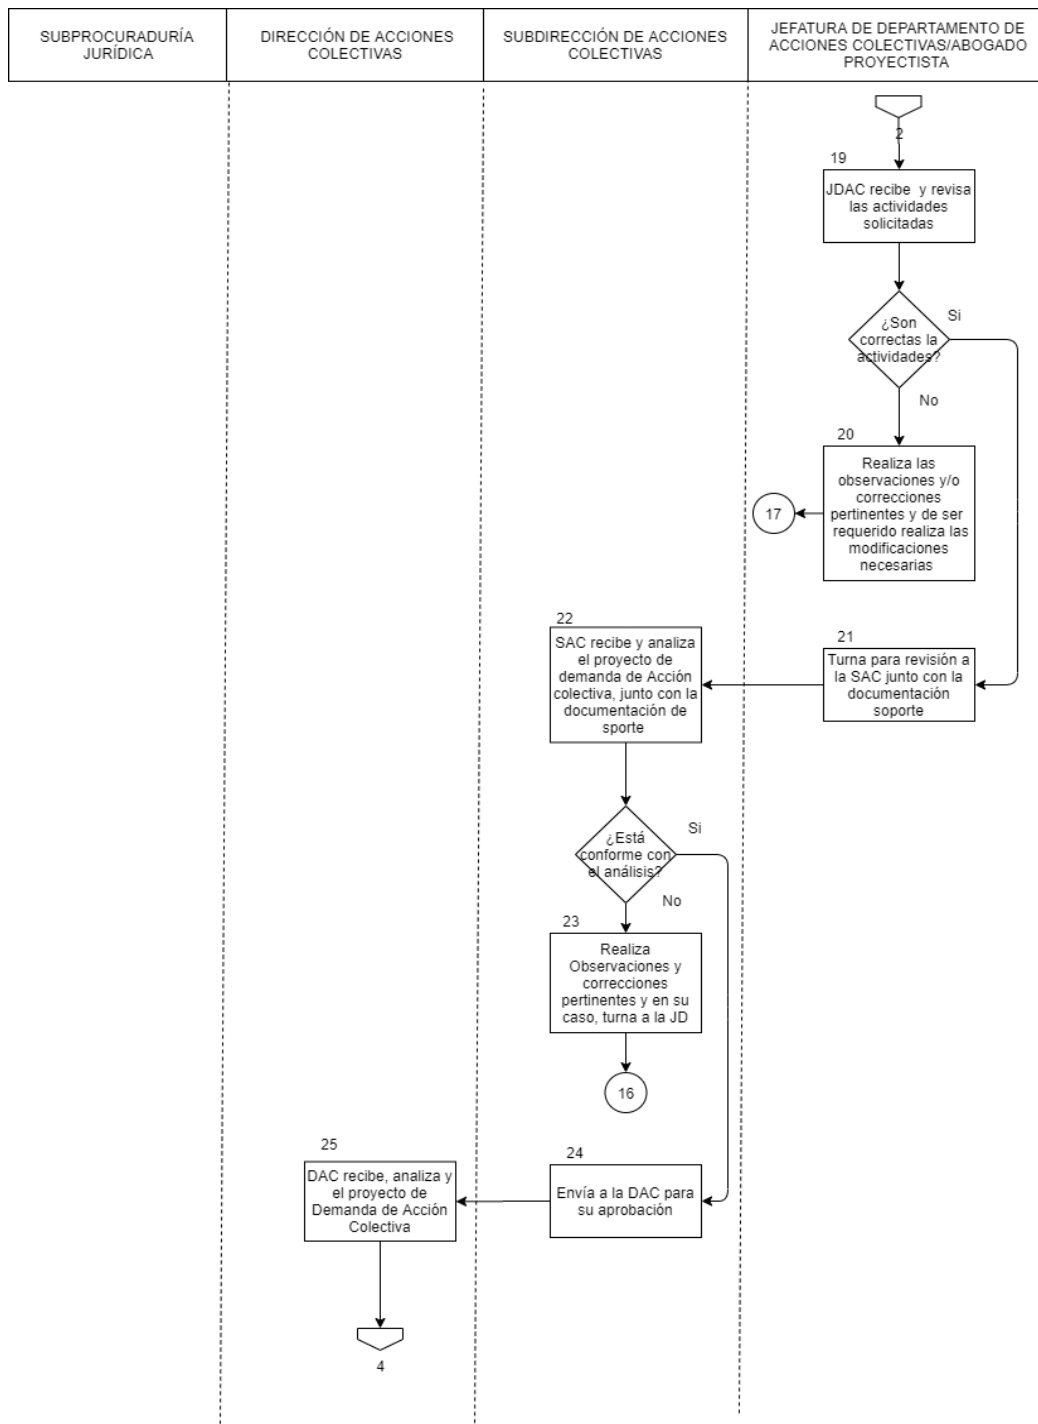 SUBPROCURADURÍA
JURÍDICA
DIRECCIÓN DE ACCIONES
COLECTIVAS
SUBDIRECCIÓN DE ACCIONES
COLECTIVAS
JEFATURA DE DEPARTAMENTO DE
ACCIONES COLECTIVAS/ABOGADO
PROYECTISTA
2
19
JDAC recibe y revisa
las actividades
solicitadas
¿Son
correctas la
actividades?
Si
No
20
Realiza las
observaciones y/o
correcciones
pertinentes y de ser
requerido realiza las
modificaciones
necesarias
17
21
Turna para revisión a
la SAC junto con la
documentación
soporte
22
SAC recibe y analiza
el proyecto de
demanda de Acción
colectiva, junto con la
documentación de
sporte
¿Está
conforme con
el análisis?
Si
No
23
Realiza
Observaciones y
correcciones
pertinentes y en su
caso, turna a la JD
16
24
Envía a la DAC para
su aprobación
25
DAC recibe, analiza y
el proyecto de
Demanda de Acción
Colectiva
4